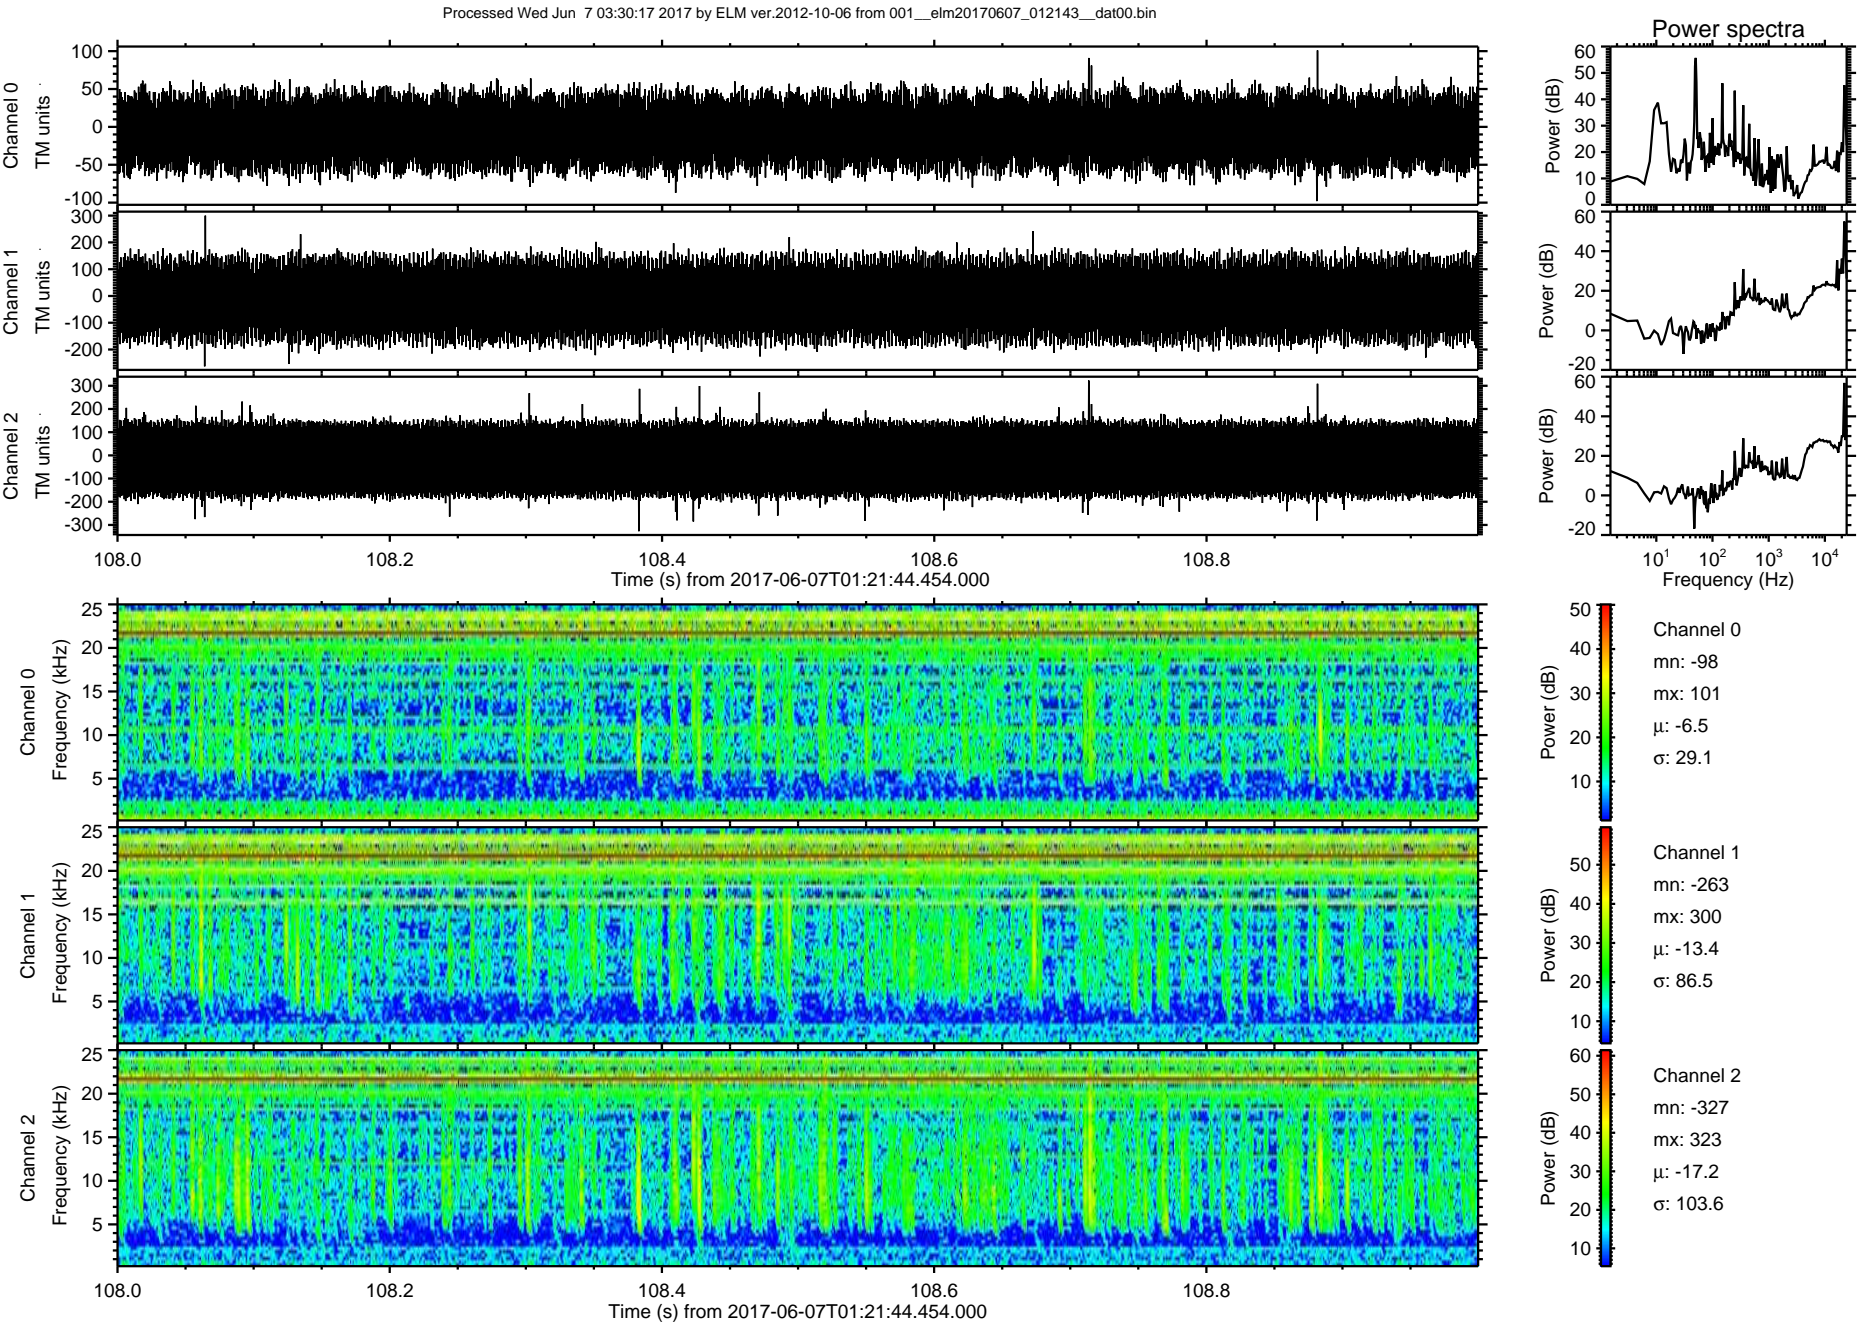 Processed Wed Jun  7 03:30:17 2017 by ELM ver.2012-10-06 from 001__elm20170607_012143__dat00.bin
Power spectra
Channel 0
TM units
100
50
0
-50
-100
Power (dB)
60
50
40
30
20
10
0
Channel 1
TM units
300
200
100
0
-100
-200
Power (dB)
60
40
20
0
-20
Channel 2
TM units
300
200
100
0
-100
-200
-300
Power (dB)
60
40
20
0
-20
108.0 108.2 108.4 108.6 108.8
Time (s) from 2017-06-07T01:21:44.454.000
10^1 10^2 10^3 10^4
Frequency (Hz)
Channel 0
Frequency (kHz)
25
20
15
10
5
Power (dB)
50
40
30
20
10
Channel 0
mn: -98
mx: 101
μ: -6.5
σ: 29.1
Channel 1
Frequency (kHz)
25
20
15
10
5
Power (dB)
50
40
30
20
10
Channel 1
mn: -263
mx: 300
μ: -13.4
σ: 86.5
Channel 2
Frequency (kHz)
25
20
15
10
5
Power (dB)
60
50
40
30
20
10
Channel 2
mn: -327
mx: 323
μ: -17.2
σ: 103.6
108.0 108.2 108.4 108.6 108.8
Time (s) from 2017-06-07T01:21:44.454.000